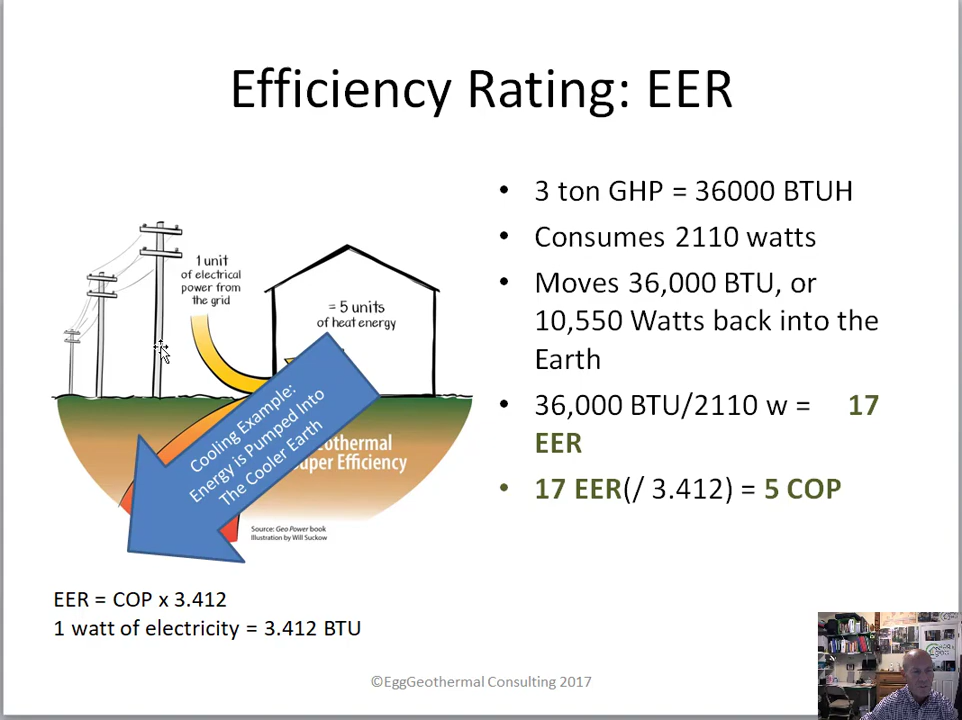 Efficiency Rating: EER
1 unit
of electrical
power from
the grid
= 5 units
of heat energy
Cooling Example:
Energy is Pumped Into
The Cooler Earth
Efficiency
Source: Geo Power book
Illustration by Will Suckow
EER = COP x 3.412
1 watt of electricity = 3.412 BTU
• 3 ton GHP = 36000 BTUH
• Consumes 2110 watts
• Moves 36,000 BTU, or
10,550 Watts back into the
Earth
• 36,000 BTU/2110 w = 17
EER
• 17 EER(/ 3.412) = 5 COP
©EggGeothermal Consulting 2017